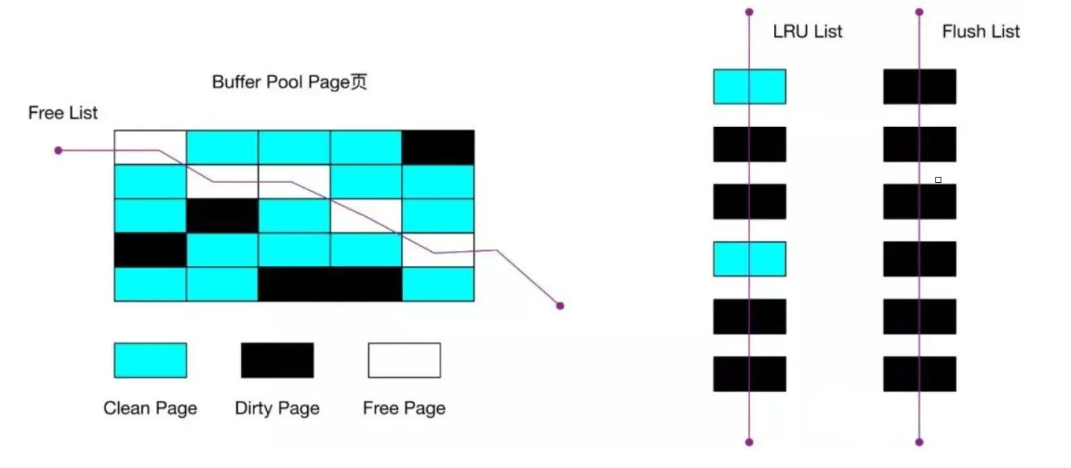 Buffer Pool Page页
Free List
Clean Page
Dirty Page
Free Page
LRU List
Flush List